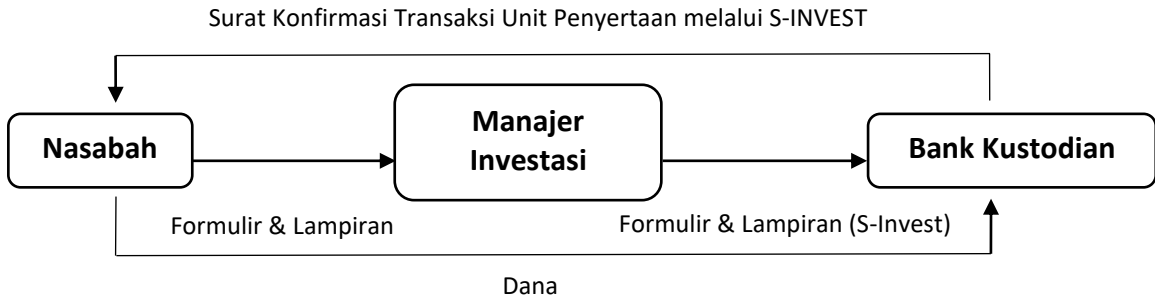 Surat Konfirmasi Transaksi Unit Penyertaan melalui S-INVEST
Nasabah
Manajer
Investasi
Bank Kustodian
Formulir & Lampiran
Formulir & Lampiran (S-Invest)
Dana